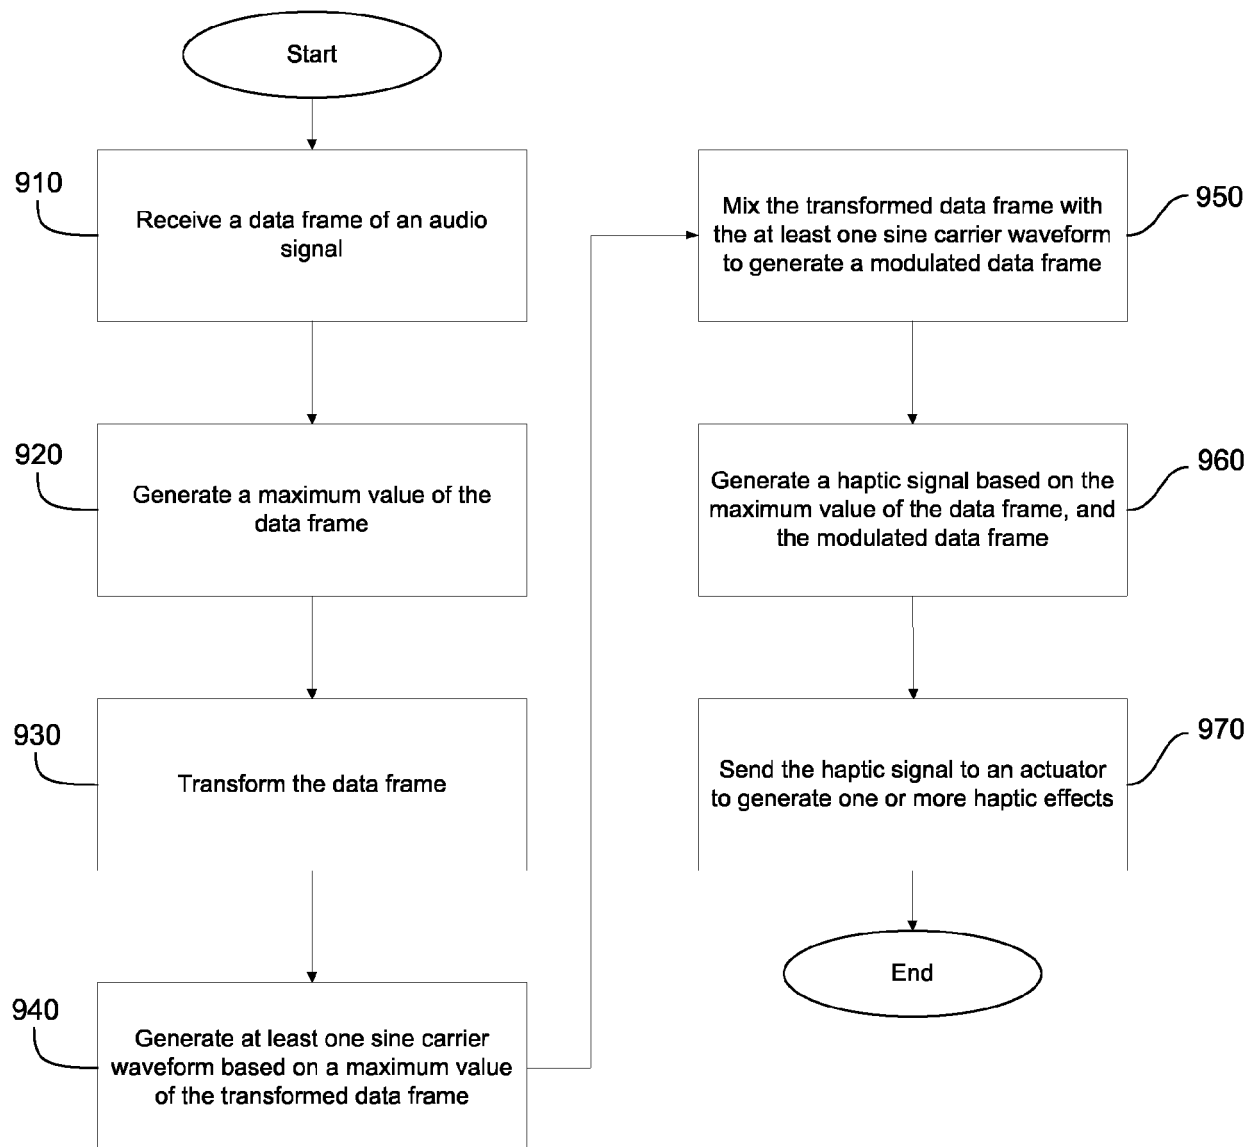 Start
910
Receive a data frame of an audio
signal
920
Generate a maximum value of the
data frame
930
Transform the data frame
940
Generate at least one sine carrier
waveform based on a maximum value
of the transformed data frame
950
Mix the transformed data frame with
the at least one sine carrier waveform
to generate a modulated data frame
960
Generate a haptic signal based on the
maximum value of the data frame, and
the modulated data frame
970
Send the haptic signal to an actuator
to generate one or more haptic effects
End